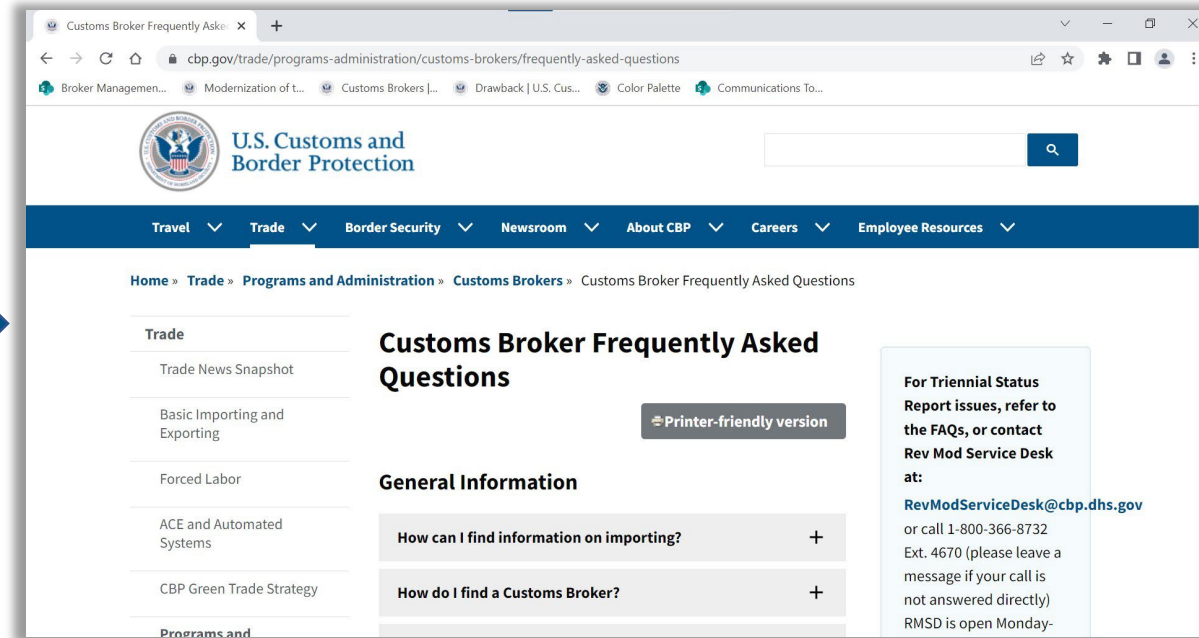 Customs Broker Frequently Aske
cbp.gov/trade/programs-administration/customs-brokers/frequently-asked-questions
Broker Managemen... Modernization of t... Customs Brokers |... Drawback | U.S. Cus... Color Palette Communications To...
U.S. Customs and
Border Protection
Travel Trade Border Security Newsroom About CBP Careers Employee Resources
Home » Trade » Programs and Administration » Customs Brokers » Customs Broker Frequently Asked Questions
Trade
Trade News Snapshot
Basic Importing and
Exporting
Forced Labor
ACE and Automated
Systems
CBP Green Trade Strategy
Programs and
Customs Broker Frequently Asked
Questions
Printer-friendly version
General Information
How can I find information on importing? +
How do I find a Customs Broker? +
For Triennial Status
Report issues, refer to
the FAQs, or contact
Rev Mod Service Desk
at:
RevModServiceDesk@cbp.dhs.gov
or call 1-800-366-8732
Ext. 4670 (please leave a
message if your call is
not answered directly)
RMSD is open Monday-